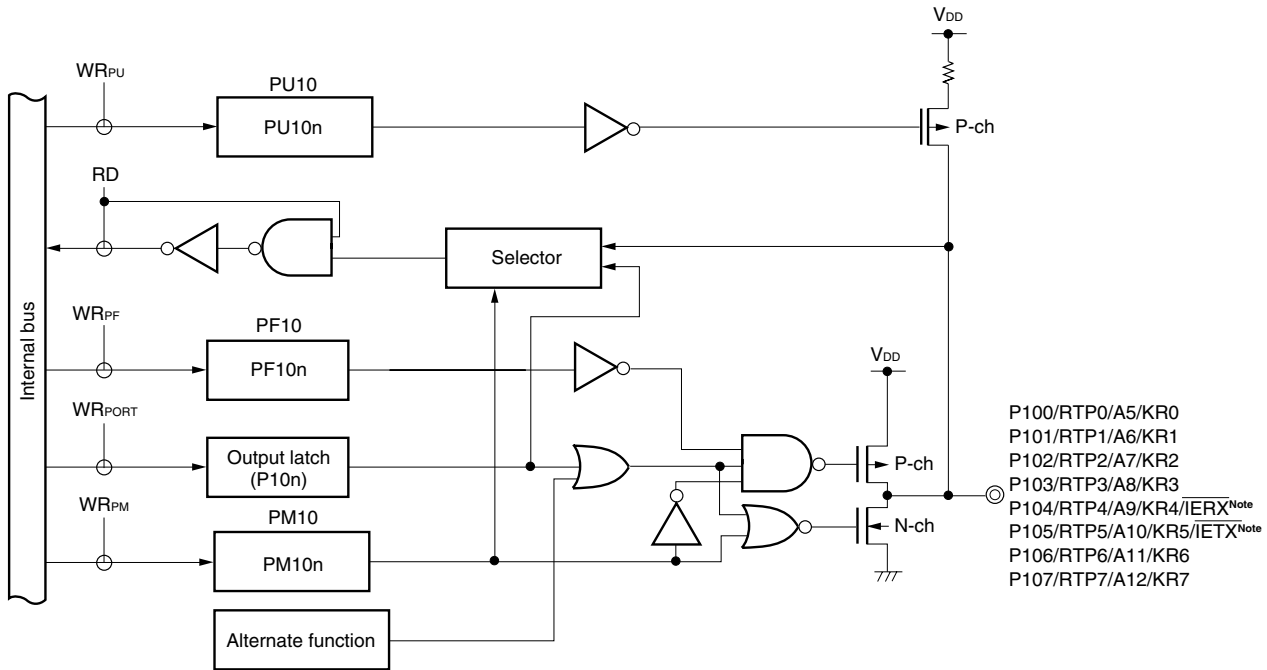 VDD
WRPU
PU10
PU10n
P-ch
RD
Selector
Internal bus
WRPF
PF10
PF10n
VDD
WRPORT
Output latch
(P10n)
P-ch
WRPM
PM10
PM10n
N-ch
Alternate function
P100/RTP0/A5/KR0
P101/RTP1/A6/KR1
P102/RTP2/A7/KR2
P103/RTP3/A8/KR3
P104/RTP4/A9/KR4/IERXNote
P105/RTP5/A10/KR5/IETXNote
P106/RTP6/A11/KR6
P107/RTP7/A12/KR7